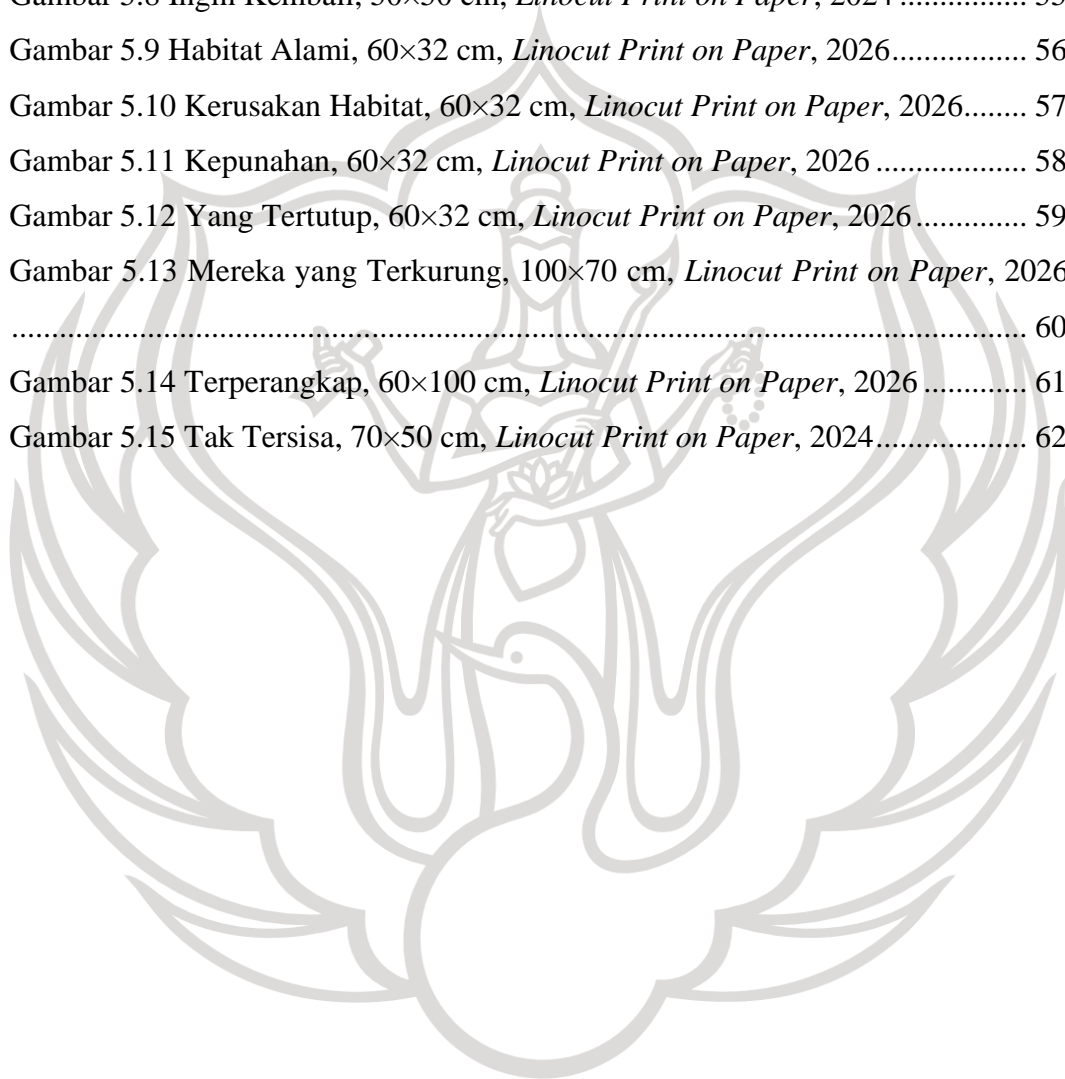 Gambar 5.8 Ingin Kembali, cm, Linocut Print on Paper, 2024
Gambar 5.9 Habitat Alami, 60×32 cm, Linocut Print on Paper, 2026................ 56
Gambar 5.10 Kerusakan Habitat, 60×32 cm, Linocut Print on Paper, 2026....... 57
Gambar 5.11 Kepunahan, 60×32 cm, Linocut Print on Paper, 2026 ................. 58
Gambar 5.12 Yang Tertutup, 60×32 cm, Linocut Print on Paper, 2026 ............ 59
Gambar 5.13 Mereka yang Terkurung, 100×70 cm, Linocut Print on Paper, 2026
............................................................................................................................ 60
Gambar 5.14 Terperangkap, 60×100 cm, Linocut Print on Paper, 2026 ............ 61
Gambar 5.15 Tak Tersisa, 70×50 cm, Linocut Print on Paper, 2024.................. 62